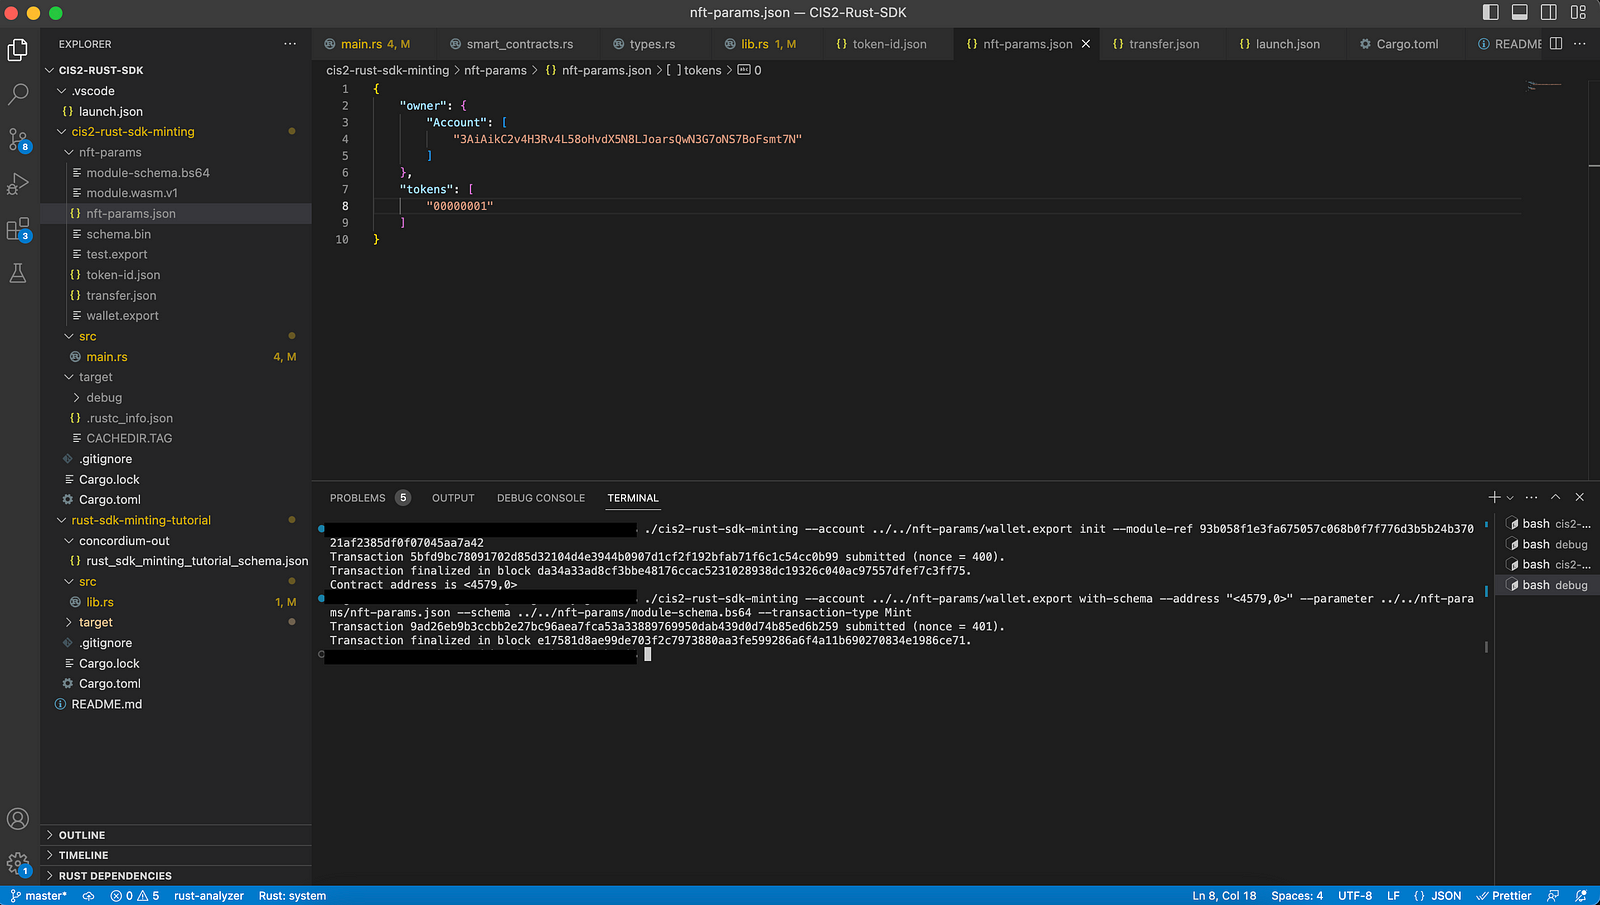 nft-params.json — CIS2-Rust-SDK
EXPLORER
CIS2-RUST-SDK
.vscode
{} launch.json
cis2-rust-sdk-minting
nft-params
module-schema.bs64
module.wasm.v1
{} nft-params.json
schema.bin
test.export
{} token-id.json
{} transfer.json
wallet.export
src
main.rs 4, M
target
debug
{} .rustc_info.json
CACHEDIR.TAG
.gitignore
Cargo.lock
Cargo.toml
rust-sdk-minting-tutorial
concordium-out
{} rust_sdk_minting_tutorial_schema.json
src
lib.rs 1, M
target
.gitignore
Cargo.lock
Cargo.toml
README.md
OUTLINE
TIMELINE
RUST DEPENDENCIES
8
3
1
main.rs 4, M smart_contracts.rs types.rs lib.rs 1, M {} token-id.json {} nft-params.json {} transfer.json {} launch.json Cargo.toml README
cis2-rust-sdk-minting > nft-params > {} nft-params.json > [ ] tokens > abc 0
1 {
2 "owner": {
3 "Account": [
4 "3AiAikC2v4H3Rv4L58oHvdX5N8LJoarsQwN3G7oNS7BoFsmt7N"
5 ]
6 },
7 "tokens": [
8 "00000001"
9 ]
10 }
PROBLEMS 5 OUTPUT DEBUG CONSOLE TERMINAL
./cis2-rust-sdk-minting --account ../../nft-params/wallet.export init --module-ref 93b058f1e3fa675057c068b0f7f776d3b5b24b370
21af2385df0f07045aa7a42
Transaction 5bfd9bc78091702d85d32104d4e3944b0907d1cf2f192bfab71f6c1c54cc0b99 submitted (nonce = 400).
Transaction finalized in block da34a33ad8cf3bbe48176ccac5231028938dc19326c040ac97557dfef7c3ff75.
Contract address is <4579,0>
./cis2-rust-sdk-minting --account ../../nft-params/wallet.export with-schema --address "<4579,0>" --parameter ../../nft-para
ms/nft-params.json --schema ../../nft-params/module-schema.bs64 --transaction-type Mint
Transaction 9ad26eb9b3ccbb2e27bc96aea7fca53a33889769950dab439d0d74b85ed6b259 submitted (nonce = 401).
Transaction finalized in block e17581d8ae99de703f2c7973880aa3fe599286a6f4a11b690270834e1986ce71.
bash cis2-...
bash debug
bash cis2-...
bash debug
master* 0 5 rust-analyzer Rust: system Ln 8, Col 18 Spaces: 4 UTF-8 LF {} JSON Prettier